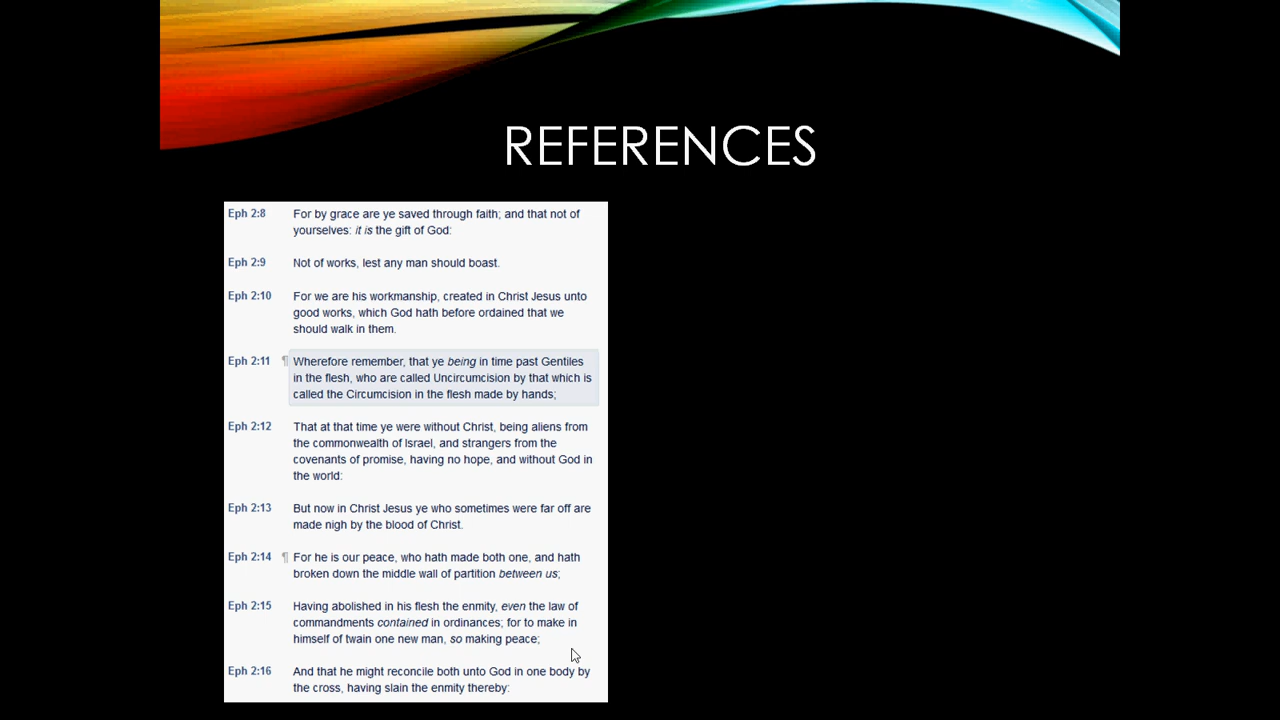 REFERENCES
Eph 2:8 For by grace are ye saved through faith; and that not of
yourselves: it is the gift of God:
Eph 2:9 Not of works, lest any man should boast.
Eph 2:10 For we are his workmanship, created in Christ Jesus unto
good works, which God hath before ordained that we
should walk in them.
Eph 2:11 ¶ Wherefore remember, that ye being in time past Gentiles
in the flesh, who are called Uncircumcision by that which is
called the Circumcision in the flesh made by hands;
Eph 2:12 That at that time ye were without Christ, being aliens from
the commonwealth of Israel, and strangers from the
covenants of promise, having no hope, and without God in
the world:
Eph 2:13 But now in Christ Jesus ye who sometimes were far off are
made nigh by the blood of Christ.
Eph 2:14 ¶ For he is our peace, who hath made both one, and hath
broken down the middle wall of partition between us;
Eph 2:15 Having abolished in his flesh the enmity, even the law of
commandments contained in ordinances; for to make in
himself of twain one new man, so making peace;
Eph 2:16 And that he might reconcile both unto God in one body by
the cross, having slain the enmity thereby: